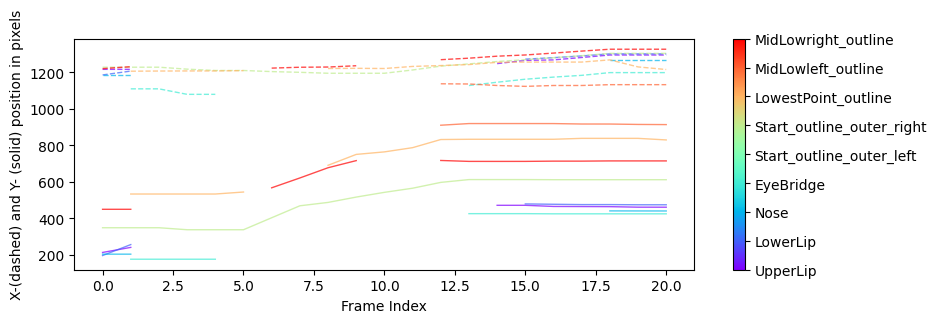 X-(dashed) and Y- (solid) position in pixels
1200
1000
800
600
400
200
0.0 2.5 5.0 7.5 10.0 12.5 15.0 17.5 20.0
Frame Index
MidLowright_outline
MidLowleft_outline
LowestPoint_outline
Start_outline_outer_right
Start_outline_outer_left
EyeBridge
Nose
LowerLip
UpperLip